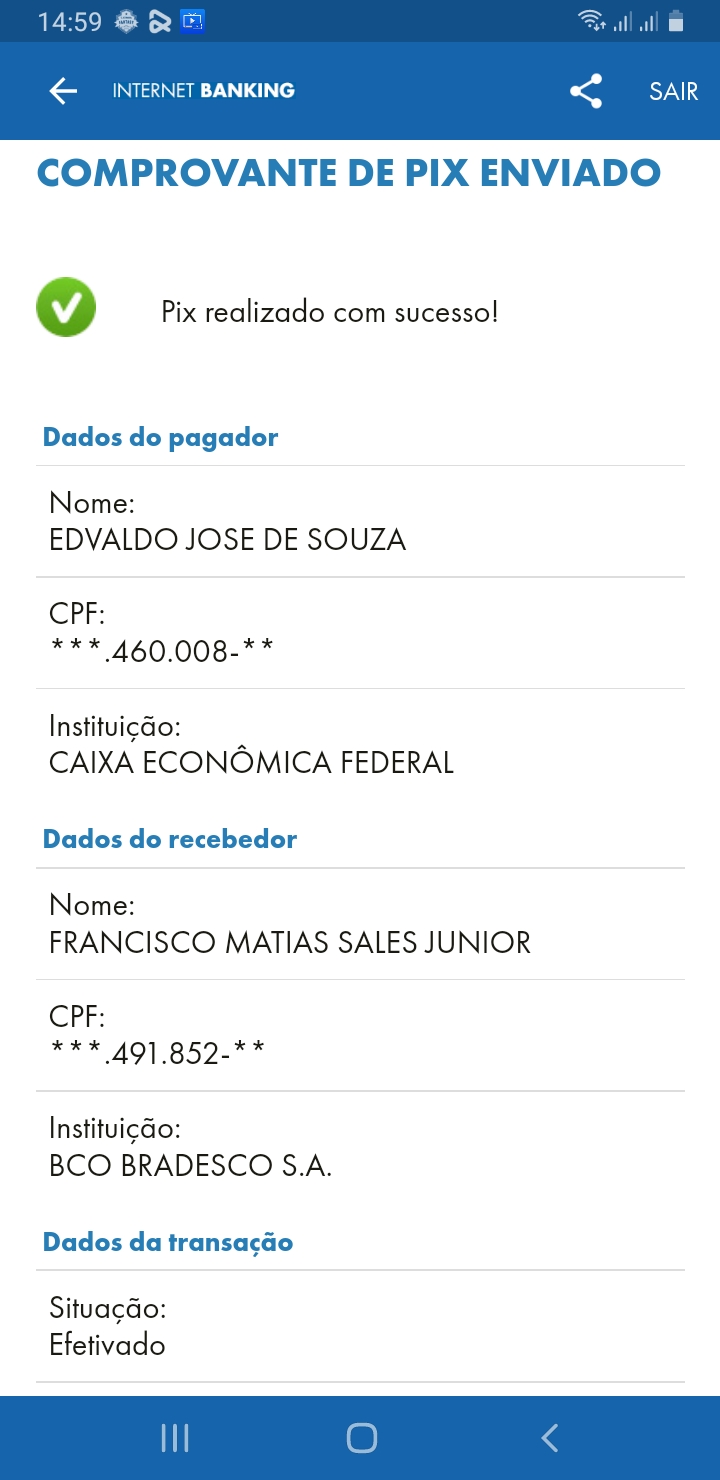 14:59
INTERNET BANKING
SAIR
COMPROVANTE DE PIX ENVIADO
Pix realizado com sucesso!
Dados do pagador
Nome:
EDVALDO JOSE DE SOUZA
CPF:
***.460.008-**
Instituição:
CAIXA ECONÔMICA FEDERAL
Dados do recebedor
Nome:
FRANCISCO MATIAS SALES JUNIOR
CPF:
***.491.852-**
Instituição:
BCO BRADESCO S.A.
Dados da transação
Situação:
Efetivado